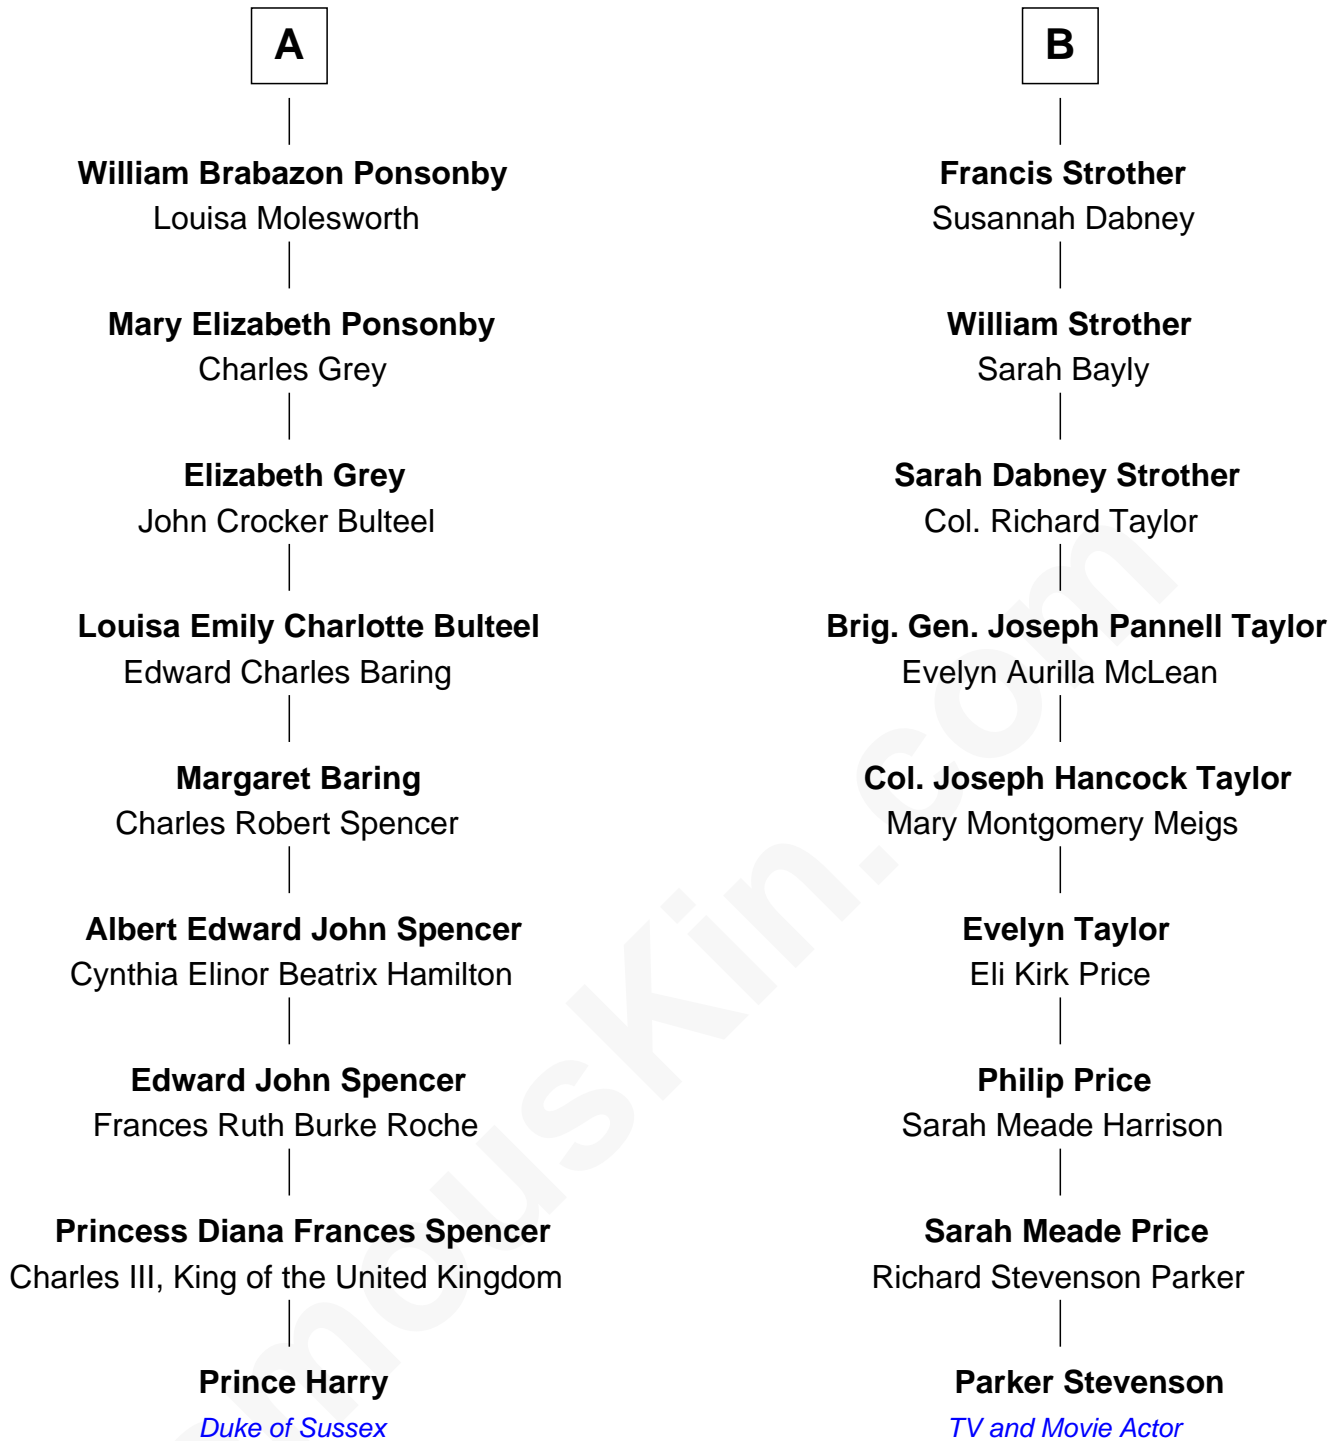 A
William Brabazon Ponsonby
Louisa Molesworth
Mary Elizabeth Ponsonby
Charles Grey
Elizabeth Grey
John Crocker Bulteel
Louisa Emily Charlotte Bulteel
Edward Charles Baring
Margaret Baring
Charles Robert Spencer
Albert Edward John Spencer
Cynthia Elinor Beatrix Hamilton
Edward John Spencer
Frances Ruth Burke Roche
Princess Diana Frances Spencer
Charles III, King of the United Kingdom
Prince Harry
Duke of Sussex
B
Francis Strother
Susannah Dabney
William Strother
Sarah Bayly
Sarah Dabney Strother
Col. Richard Taylor
Brig. Gen. Joseph Pannell Taylor
Evelyn Aurilla McLean
Col. Joseph Hancock Taylor
Mary Montgomery Meigs
Evelyn Taylor
Eli Kirk Price
Philip Price
Sarah Meade Harrison
Sarah Meade Price
Richard Stevenson Parker
Parker Stevenson
TV and Movie Actor
mousKin.com